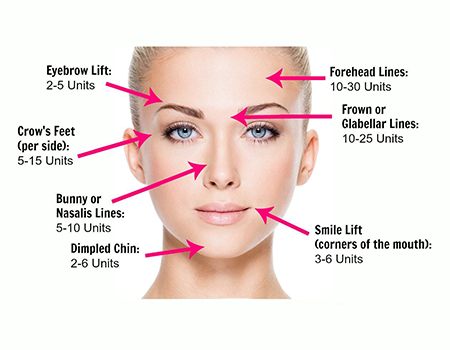 Eyebrow Lift:
2-5 Units
Forehead Lines:
10-30 Units
Frown or
Glabellar Lines:
10-25 Units
Crow's Feet
(per side):
5-15 Units
Bunny or
Nasalis Lines:
5-10 Units
Smile Lift
(corners of the mouth):
3-6 Units
Dimpled Chin:
2-6 Units